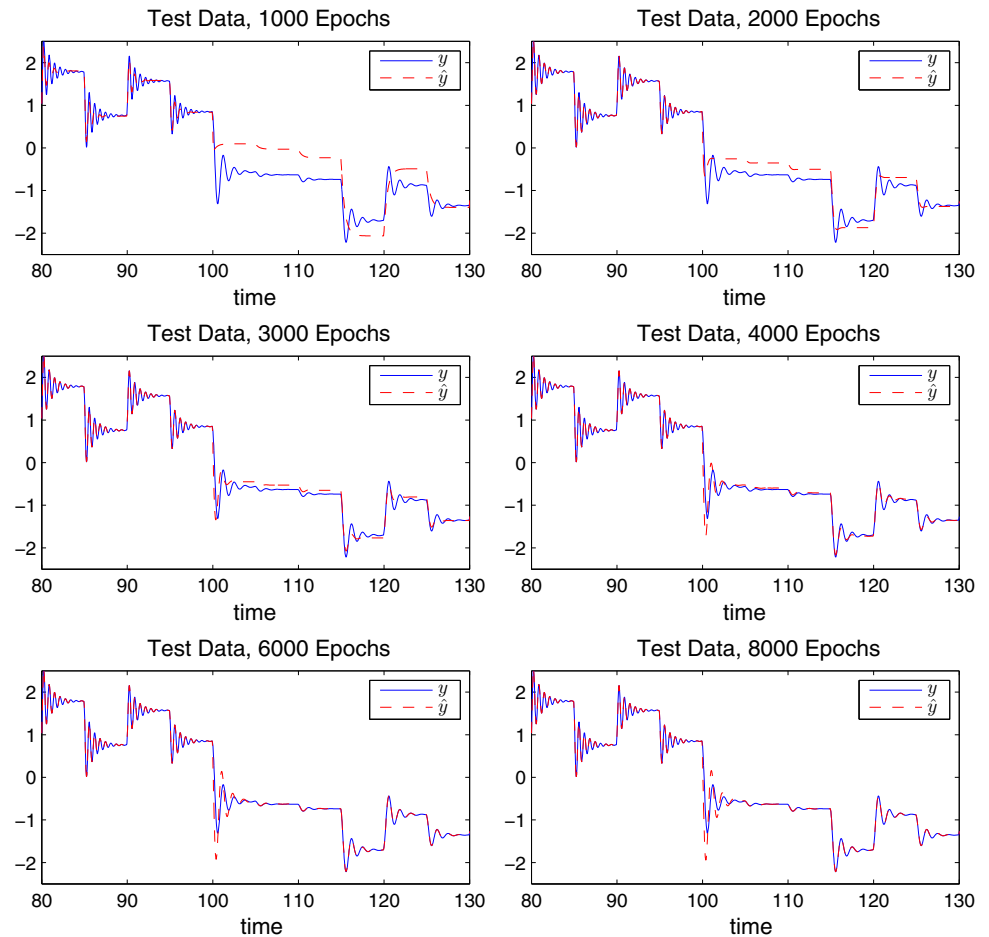 Test Data, 1000 Epochs
2
1
0
−1
−2
80 90 100 110 120 130
time
y
ŷ
Test Data, 2000 Epochs
2
1
0
−1
−2
80 90 100 110 120 130
time
y
ŷ
Test Data, 3000 Epochs
2
1
0
−1
−2
80 90 100 110 120 130
time
y
ŷ
Test Data, 4000 Epochs
2
1
0
−1
−2
80 90 100 110 120 130
time
y
ŷ
Test Data, 6000 Epochs
2
1
0
−1
−2
80 90 100 110 120 130
time
y
ŷ
Test Data, 8000 Epochs
2
1
0
−1
−2
80 90 100 110 120 130
time
y
ŷ